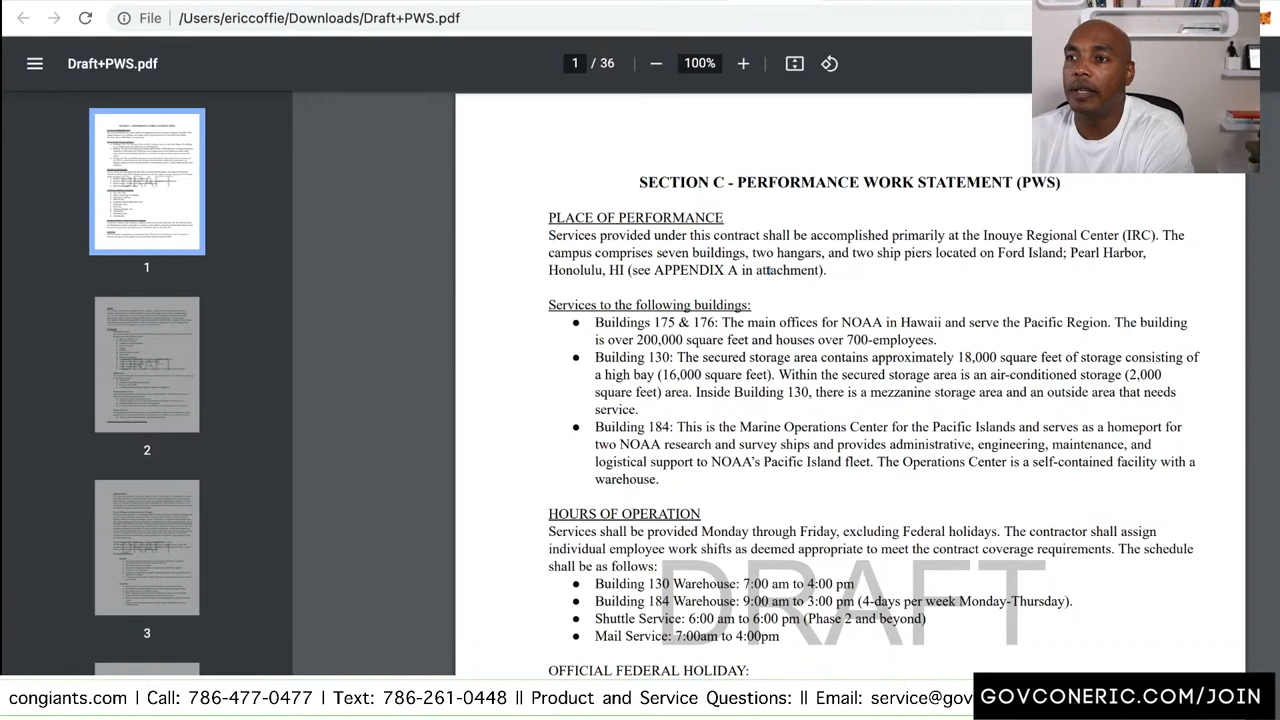 File
/Users/ericcoffie/Downloads/Draft+PWS.pdf
Draft+PWS.pdf
1 / 36
100%
1
2
3
SECTION C - PERFORMANCE WORK STATEMENT (PWS)
PLACE OF PERFORMANCE
Services provided under this contract shall be accomplished primarily at the Inouye Regional Center (IRC). The
campus comprises seven buildings, two hangars, and two ship piers located on Ford Island; Pearl Harbor,
Honolulu, HI (see APPENDIX A in attachment).
Services to the following buildings:
● Buildings 175 & 176: The main offices for NOAA in Hawaii and serve the Pacific Region. The building
is over 200,000 square feet and houses over 700-employees.
● Building 130: The secured storage area contains approximately 18,000 square feet of storage consisting of
a high bay (16,000 square feet). Within the secured storage area is an air-conditioned storage (2,000
square feet) area. Inside Building 130, there is a mezzanine storage area and an outside area that needs
service.
● Building 184: This is the Marine Operations Center for the Pacific Islands and serves as a homeport for
two NOAA research and survey ships and provides administrative, engineering, maintenance, and
logistical support to NOAA's Pacific Island fleet. The Operations Center is a self-contained facility with a
warehouse.
HOURS OF OPERATION
Services shall be provided Monday through Friday, excluding Federal holidays. The contractor shall assign
individual employee work shifts as deemed appropriate to meet the contract coverage requirements. The schedule
shall be as follows:
● Building 130 Warehouse: 7:00 am to 4:00 pm
● Building 184 Warehouse: 9:00 am to 3:00 pm (4-days per week Monday-Thursday).
● Shuttle Service: 6:00 am to 6:00 pm (Phase 2 and beyond)
● Mail Service: 7:00am to 4:00pm
DRAFT
OFFICIAL FEDERAL HOLIDAY:
congiants.com | Call: 786-477-0477 | Text: 786-261-0448 || Product and Service Questions: || Email: service@gov
GOVCONERIC.COM/JOIN